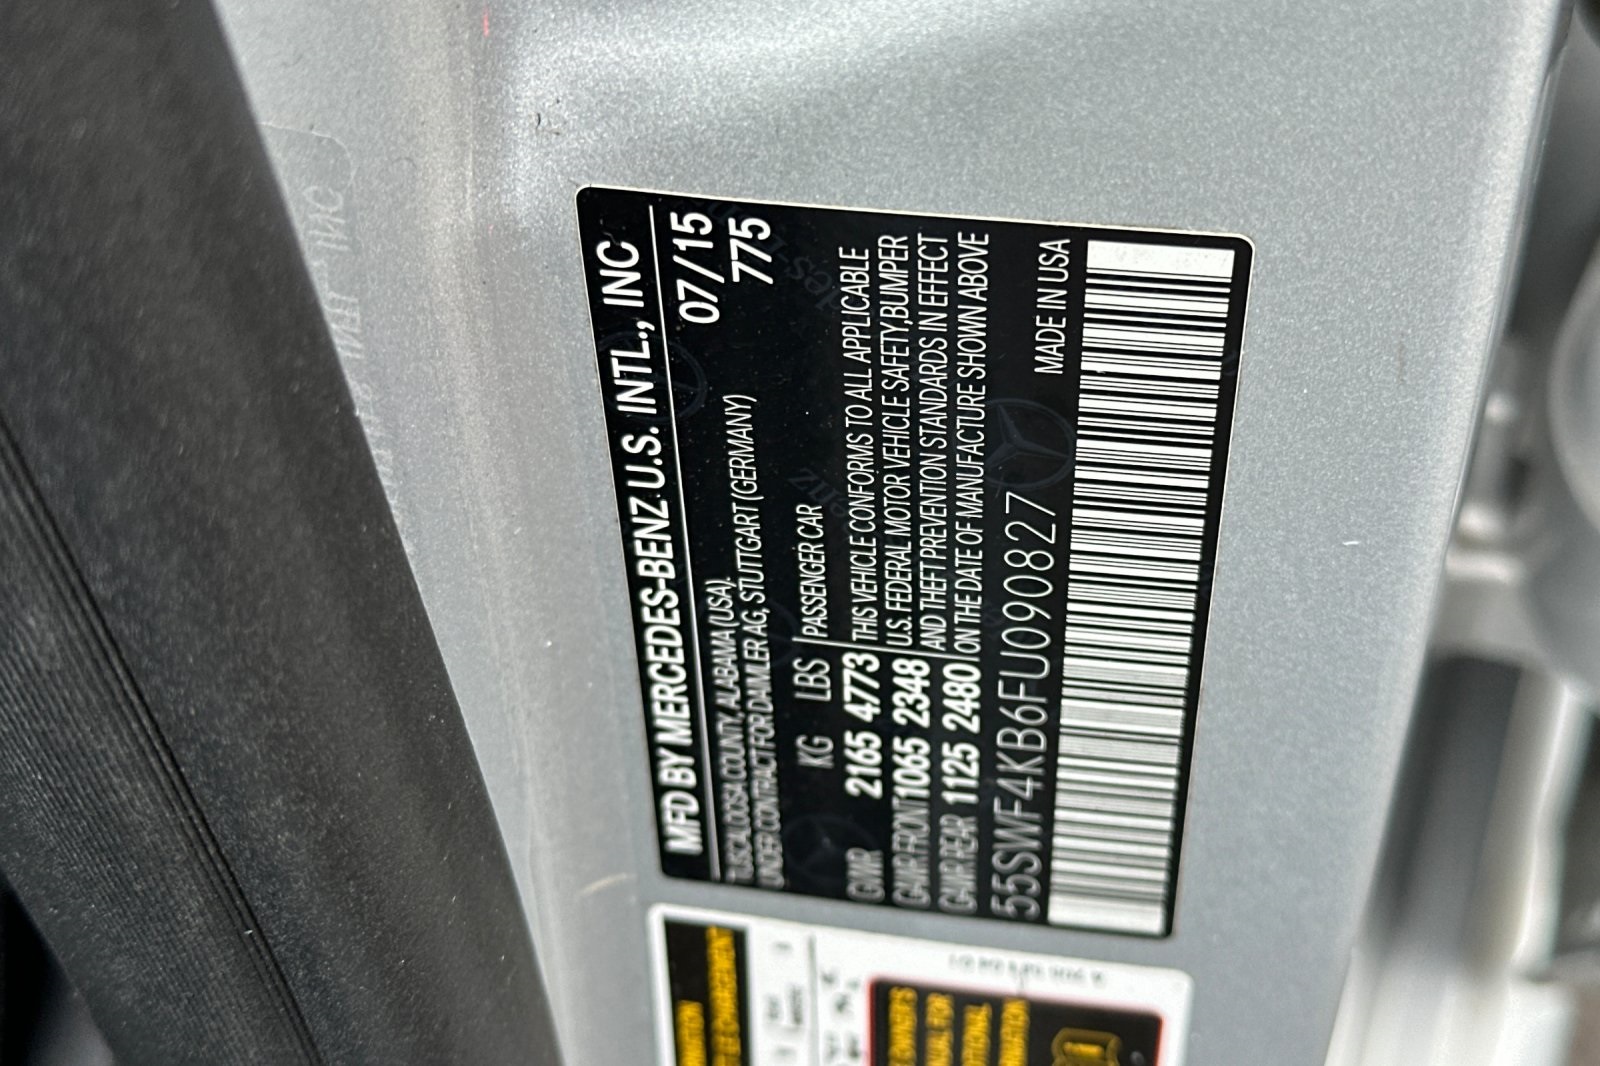 MFD BY MERCEDES-BENZ U.S. INTL., INC
07/15
TUSCALOOSA COUNTY, ALABAMA (USA). 775
UNDER CONTRACT FOR DAIMLER AG, STUTTGART (GERMANY)
KG LBS PASSENGER CAR
GVWR 2165 4773 THIS VEHICLE CONFORMS TO ALL APPLICABLE
GAWR FRONT 1065 2348 U.S. FEDERAL MOTOR VEHICLE SAFETY,BUMPER
GAWR REAR 1125 2480 AND THEFT PREVENTION STANDARDS IN EFFECT
ON THE DATE OF MANUFACTURE SHOWN ABOVE
55SWF4KB6FU090827 MADE IN USA
OWNERS
FOR